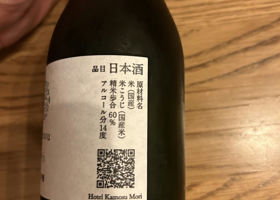 品目 日本酒
原材料名
米(国産)
米こうじ(国産米)
精米歩合 60%
アルコール分14度
Hotel Kamosu Mori